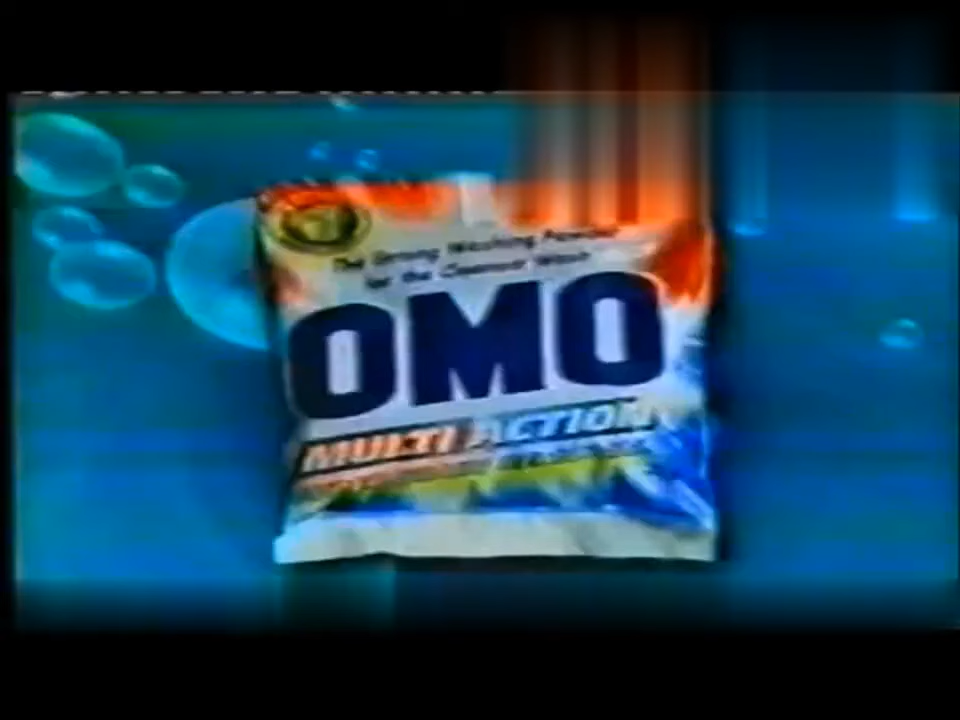 The Strong Washing Powder
for the Cleanest Wash
OMO
MULTI ACTION